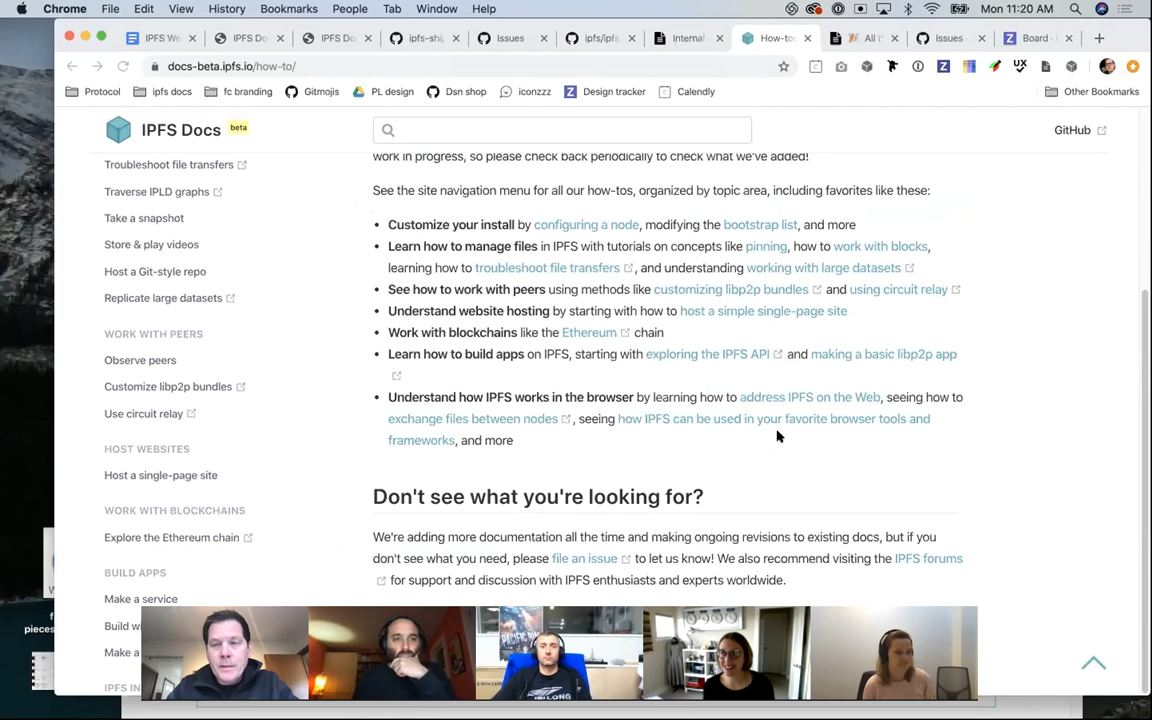 Chrome File Edit View History Bookmarks People Tab Window Help Mon 11:20 AM
IPFS We IPFS Do IPFS Do ipfs-shi Issues - ipfs/ipfs Internal How-tos All t Issues - Board -
docs-beta.ipfs.io/how-to/
Protocol ipfs docs fc branding Gitmojis PL design Dsn shop iconzzz Design tracker Calendly Other Bookmarks
IPFS Docs beta
GitHub
Troubleshoot file transfers
Traverse IPLD graphs
Take a snapshot
Store & play videos
Host a Git-style repo
Replicate large datasets
WORK WITH PEERS
Observe peers
Customize libp2p bundles
Use circuit relay
HOST WEBSITES
Host a single-page site
WORK WITH BLOCKCHAINS
Explore the Ethereum chain
BUILD APPS
Make a service
Build wi
Make a
IPFS IN
work in progress, so please check back periodically to check what we've added!
See the site navigation menu for all our how-tos, organized by topic area, including favorites like these:
• Customize your install by configuring a node, modifying the bootstrap list, and more
• Learn how to manage files in IPFS with tutorials on concepts like pinning, how to work with blocks,
learning how to troubleshoot file transfers, and understanding working with large datasets
• See how to work with peers using methods like customizing libp2p bundles and using circuit relay
• Understand website hosting by starting with how to host a simple single-page site
• Work with blockchains like the Ethereum chain
• Learn how to build apps on IPFS, starting with exploring the IPFS API and making a basic libp2p app
• Understand how IPFS works in the browser by learning how to address IPFS on the Web, seeing how to
exchange files between nodes, seeing how IPFS can be used in your favorite browser tools and
frameworks, and more
Don't see what you're looking for?
We're adding more documentation all the time and making ongoing revisions to existing docs, but if you
don't see what you need, please file an issue to let us know! We also recommend visiting the IPFS forums
for support and discussion with IPFS enthusiasts and experts worldwide.
PACIFIC
pieces